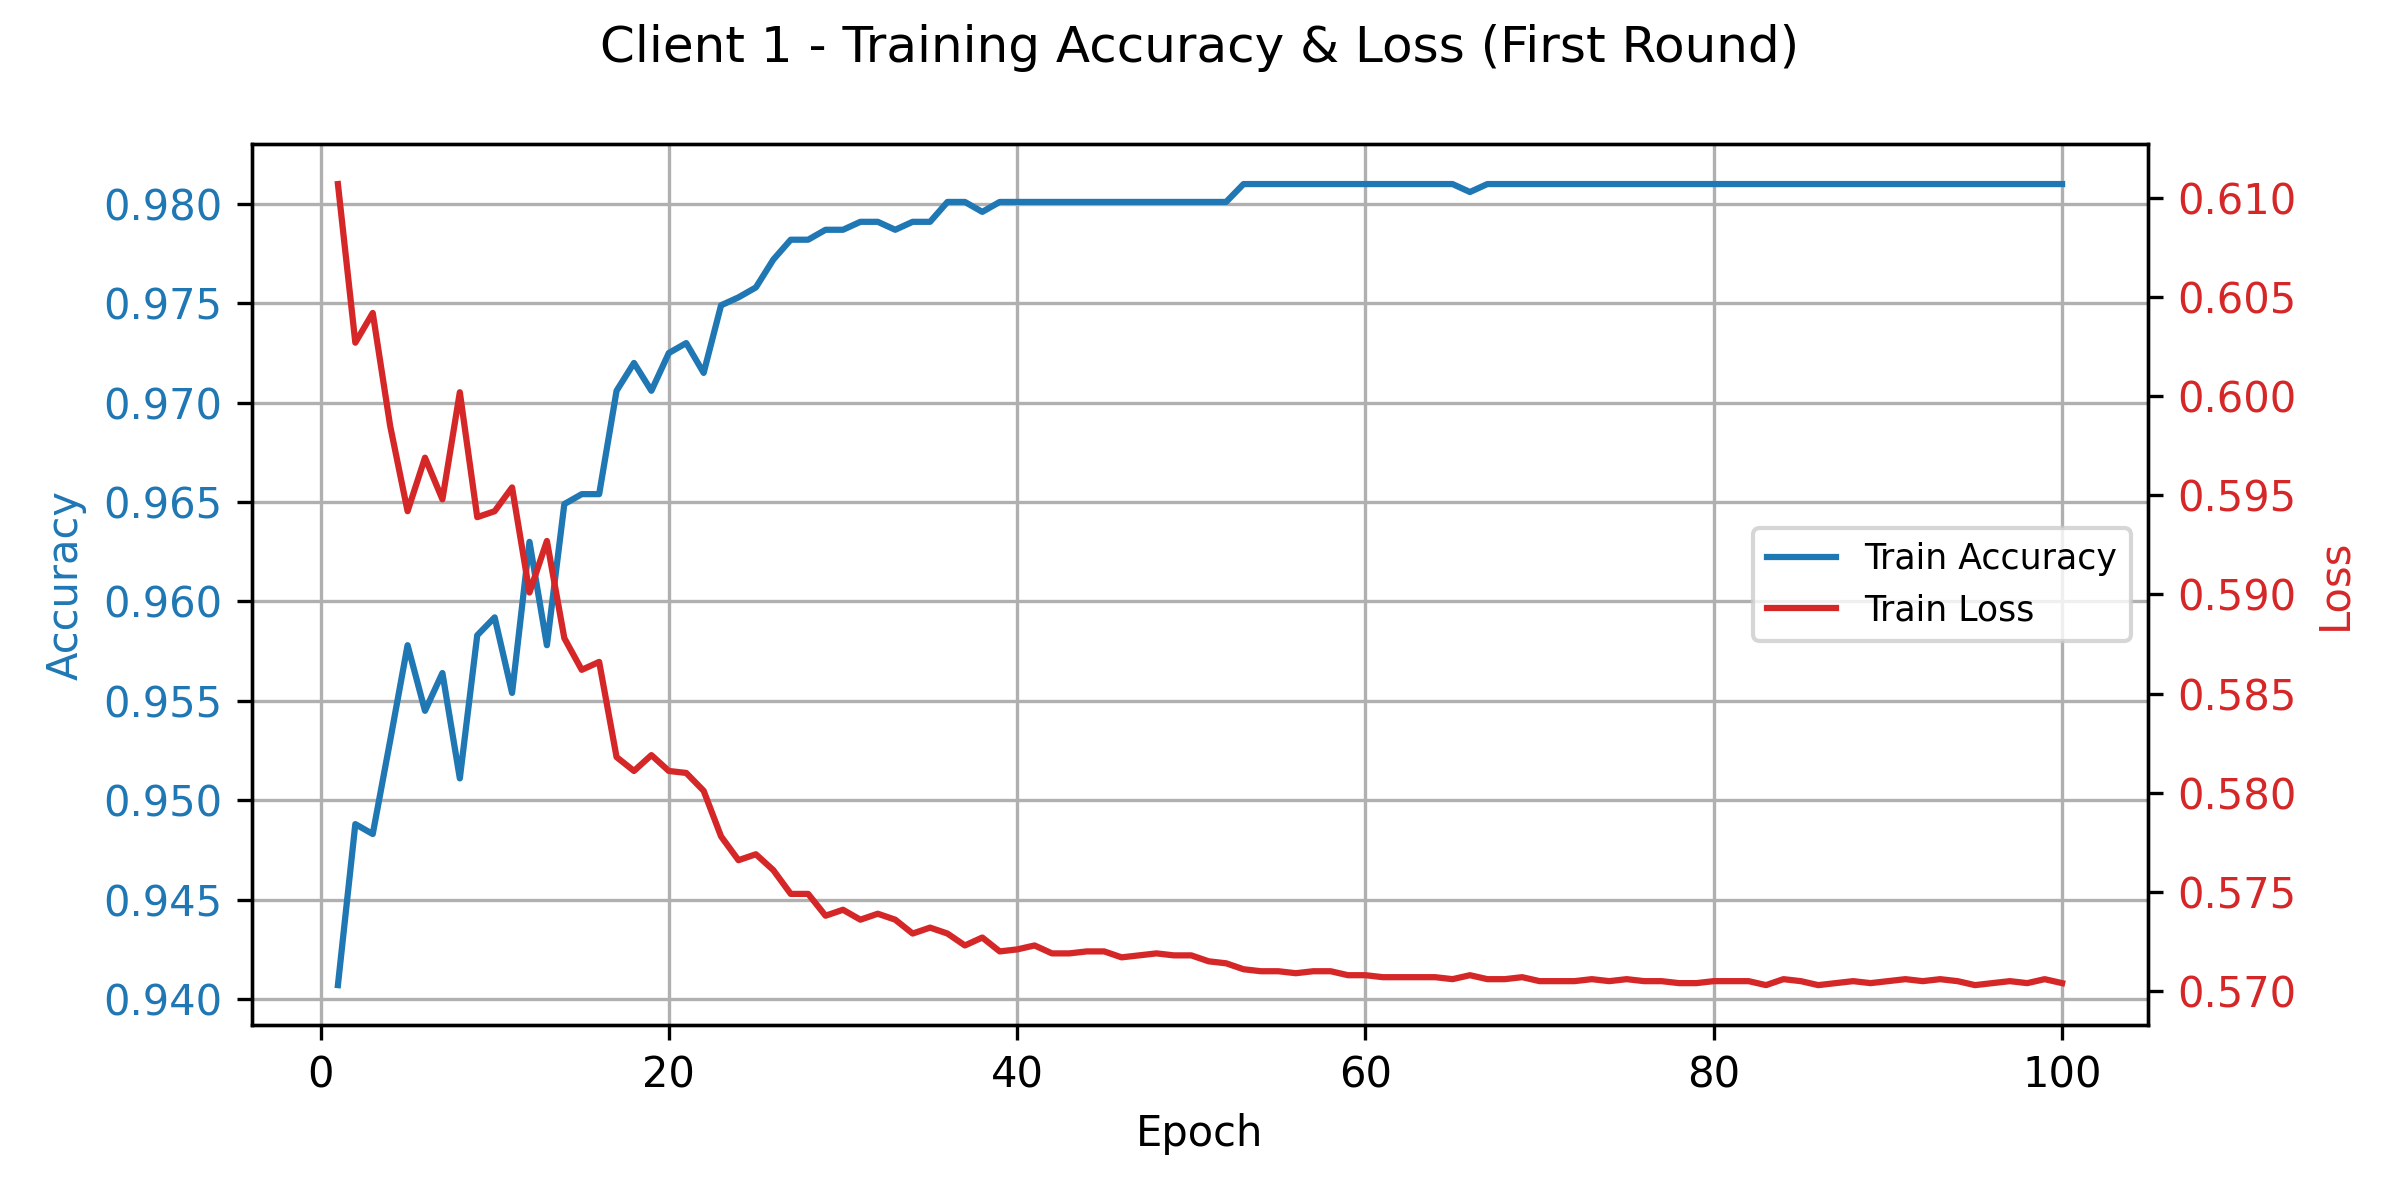 Client 1 - Training Accuracy & Loss (First Round)
0.980
0.975
0.970
0.965
0.960
0.955
0.950
0.945
0.940
Accuracy
0.610
0.605
0.600
0.595
0.590
0.585
0.580
0.575
0.570
Loss
Train Accuracy
Train Loss
0 20 40 60 80 100
Epoch